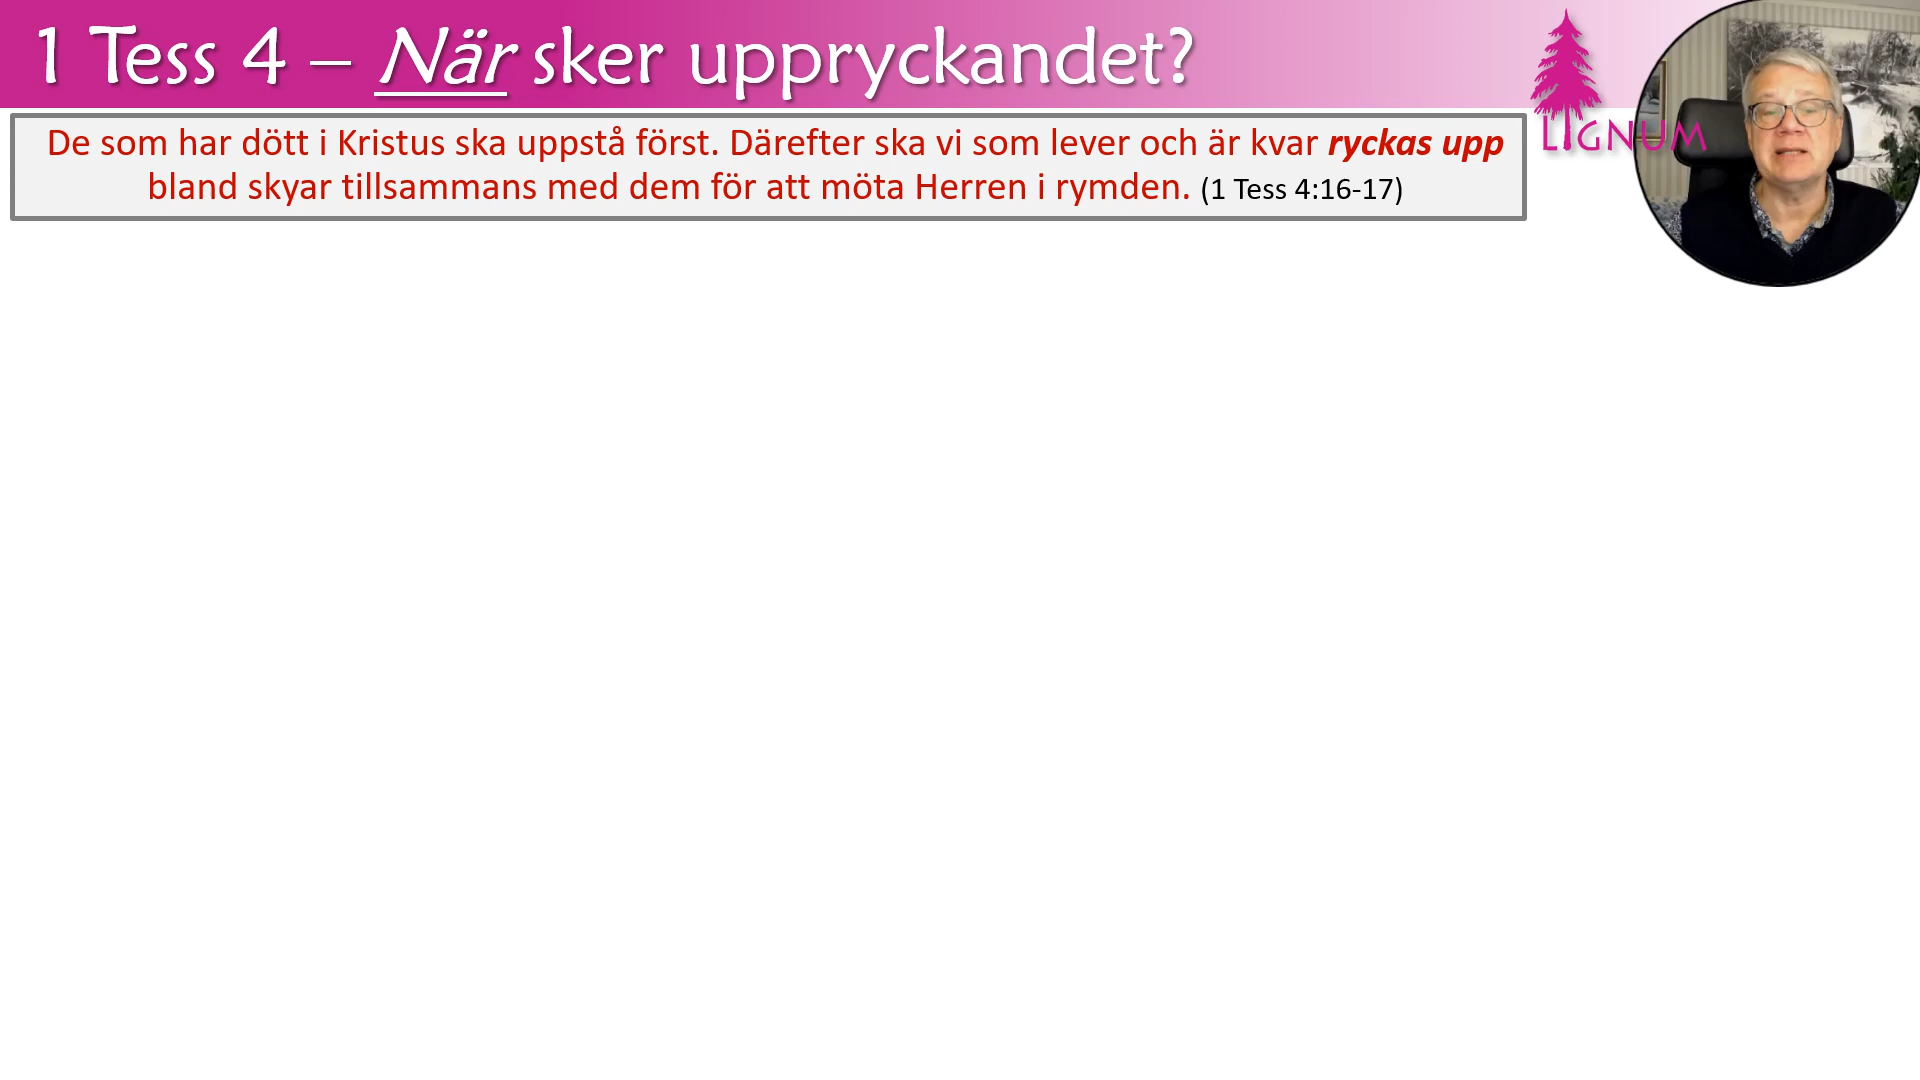 1 Tess 4 – När sker uppryckandet?
LIGNUM
De som har dött i Kristus ska uppstå först. Därefter ska vi som lever och är kvar ryckas upp
bland skyar tillsammans med dem för att möta Herren i rymden. (1 Tess 4:16-17)